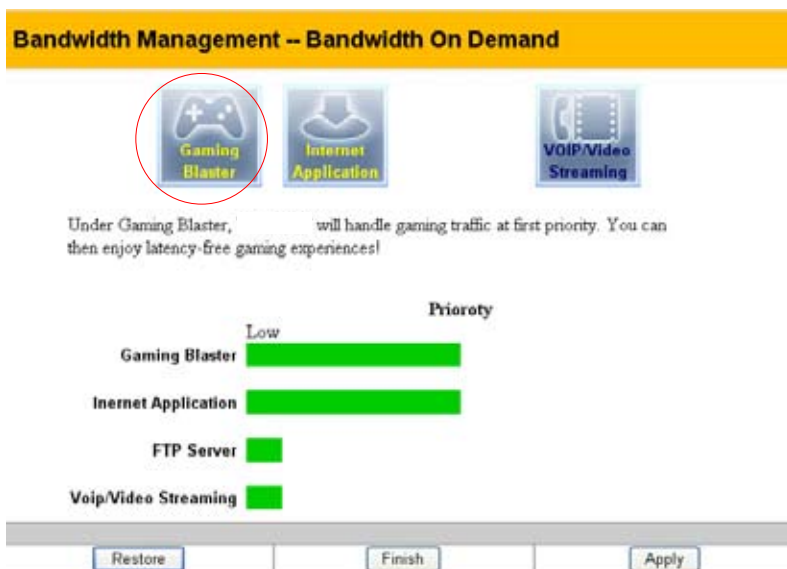 Bandwidth Management -- Bandwidth On Demand
Gaming
Blaster
Internet
Application
VOIP/Video
Streaming
Under Gaming Blaster, will handle gaming traffic at first priority. You can
then enjoy latency-free gaming experiences!
Prioroty
Low
Gaming Blaster
Inernet Application
FTP Server
Voip/Video Streaming
Restore
Finish
Apply